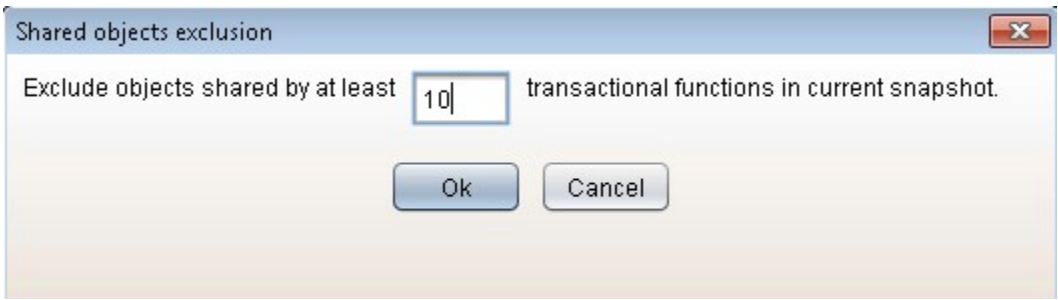 Shared objects exclusion
Exclude objects shared by at least 10 transactional functions in current snapshot.
Ok Cancel